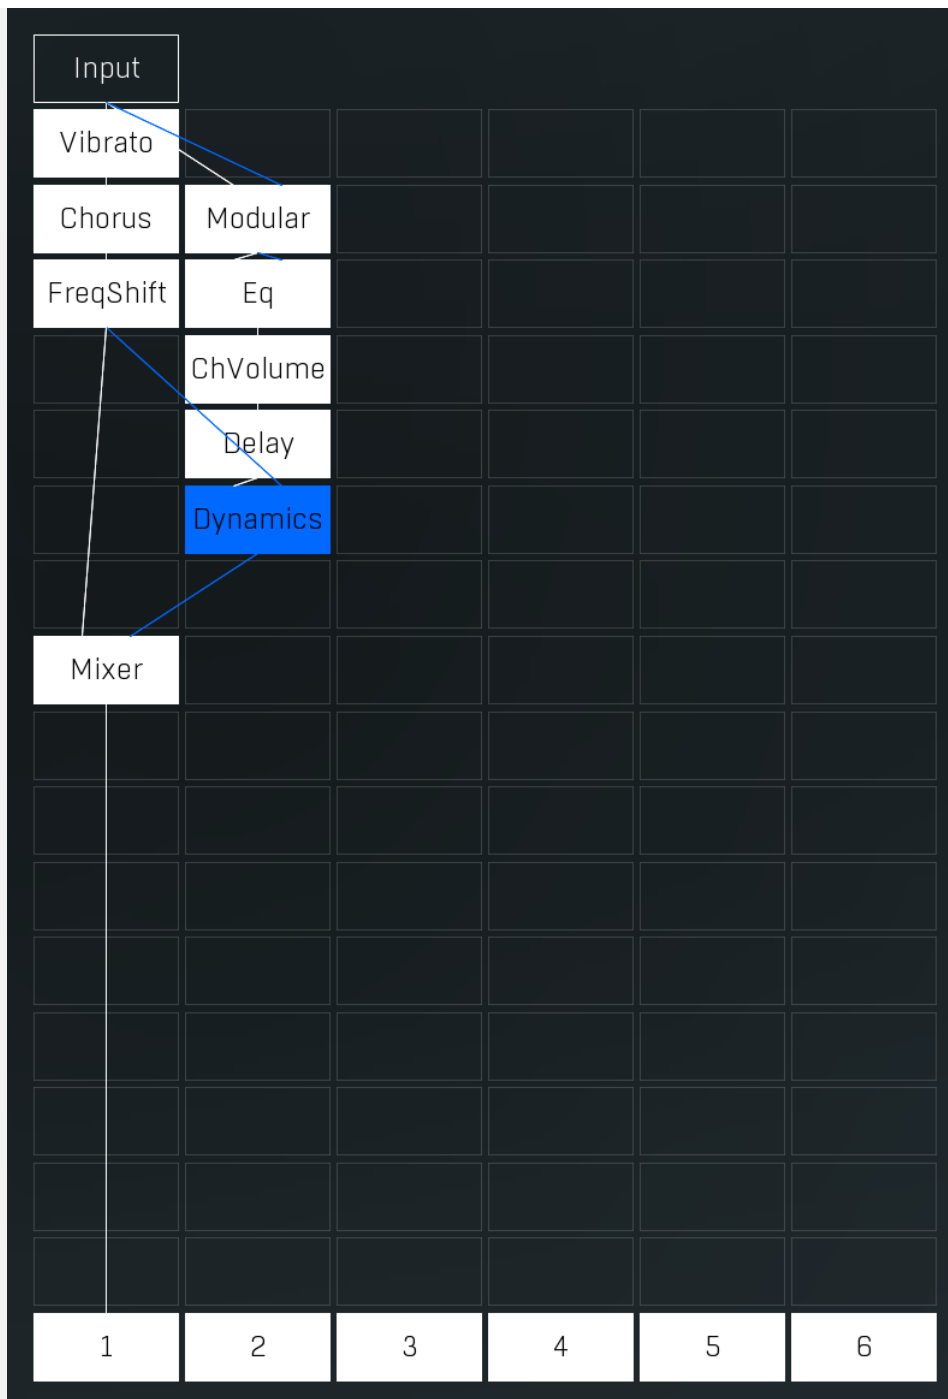 Input
Vibrato
Chorus Modular
FreqShift Eq
ChVolume
Delay
Dynamics
Mixer
1 2 3 4 5 6